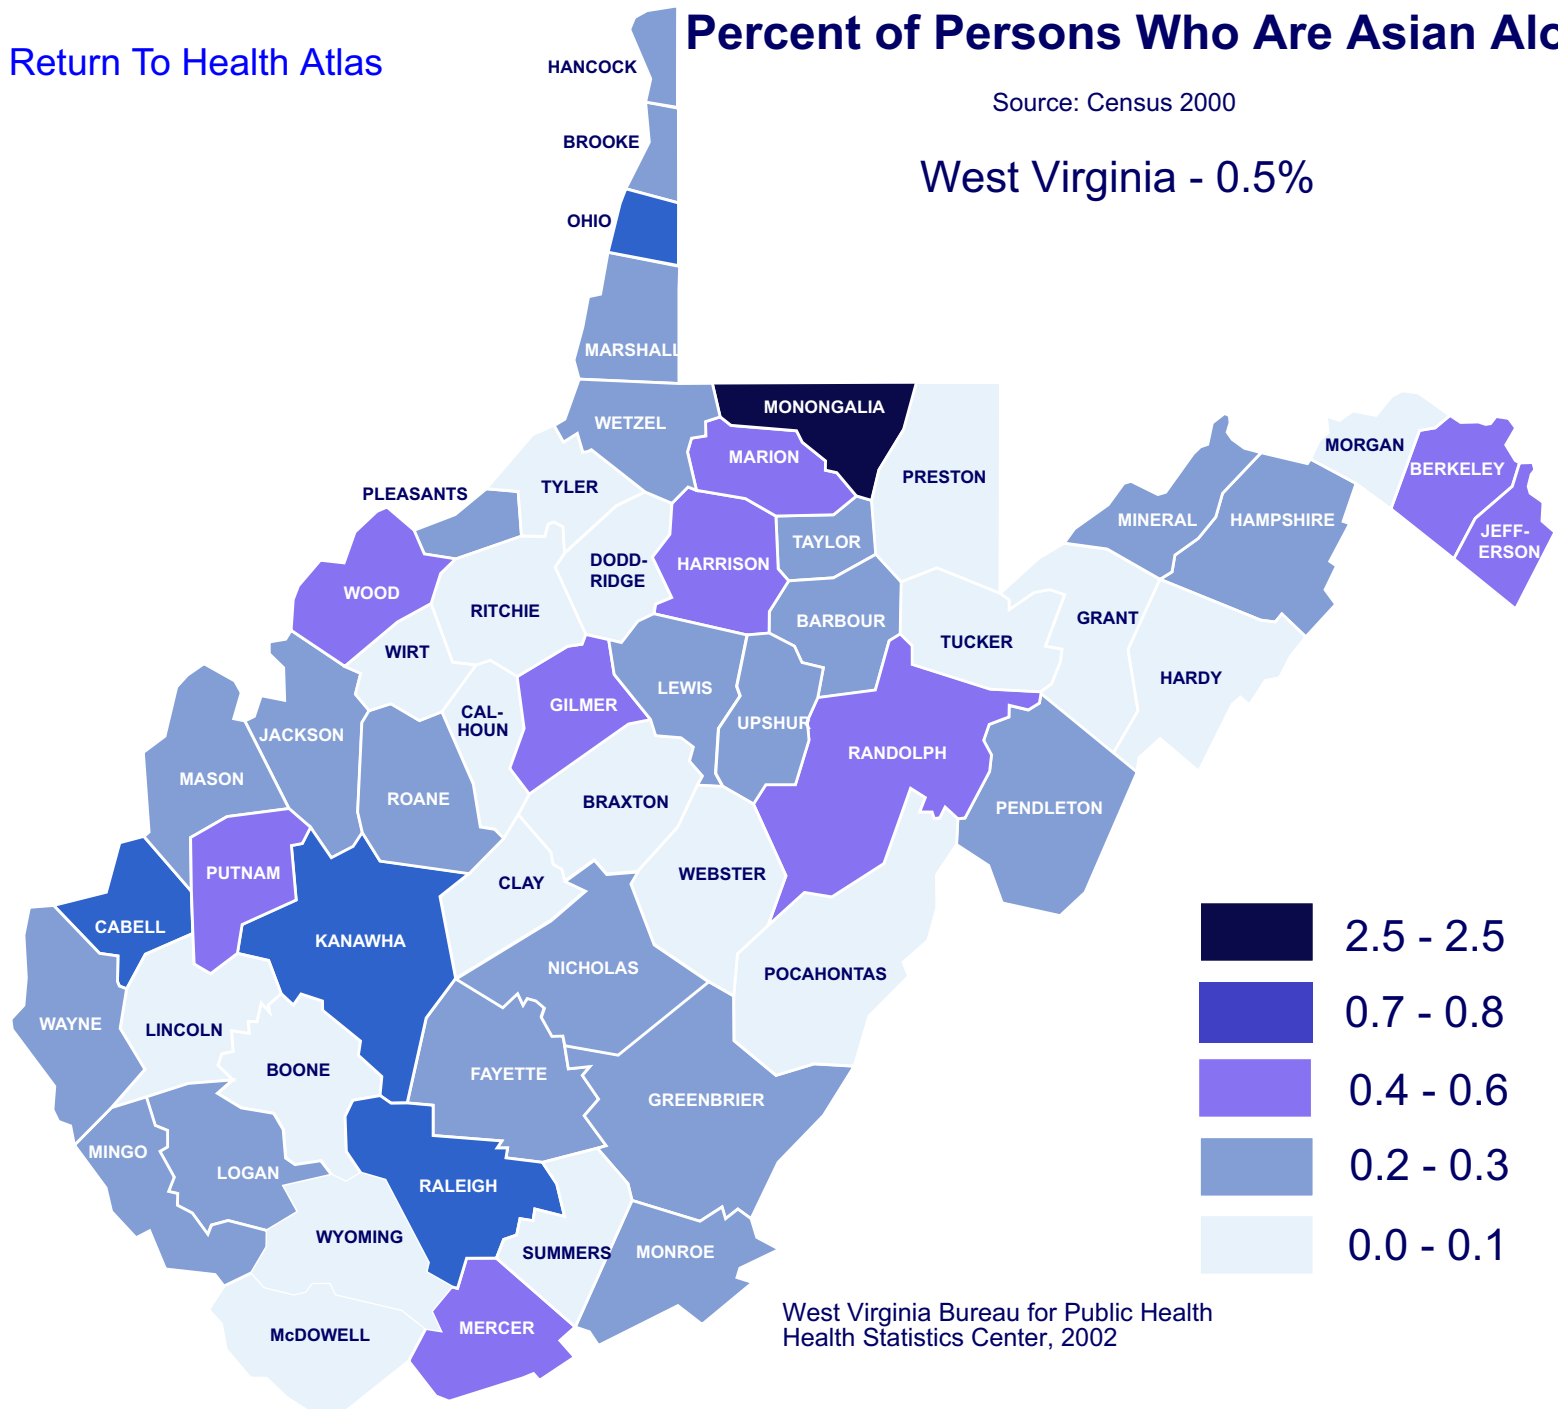 Percent of Persons Who Are Asian Alo
Return To Health Atlas
Source: Census 2000
West Virginia - 0.5%
HANCOCK
BROOKE
OHIO
MARSHALL
MONONGALIA
WETZEL
MARION
MORGAN
BERKELEY
PRESTON
TYLER
PLEASANTS
MINERAL
HAMPSHIRE
JEFF-
ERSON
TAYLOR
DODD-
RIDGE
HARRISON
WOOD
RITCHIE
BARBOUR
GRANT
TUCKER
WIRT
HARDY
LEWIS
GILMER
CAL-
HOUN
UPSHUR
JACKSON
RANDOLPH
MASON
ROANE
BRAXTON
PENDLETON
PUTNAM
WEBSTER
CLAY
CABELL
KANAWHA
2.5 - 2.5
NICHOLAS
POCAHONTAS
0.7 - 0.8
WAYNE
LINCOLN
BOONE
FAYETTE
0.4 - 0.6
GREENBRIER
MINGO
LOGAN
0.2 - 0.3
RALEIGH
WYOMING
SUMMERS
MONROE
0.0 - 0.1
McDOWELL
MERCER
West Virginia Bureau for Public Health
Health Statistics Center, 2002